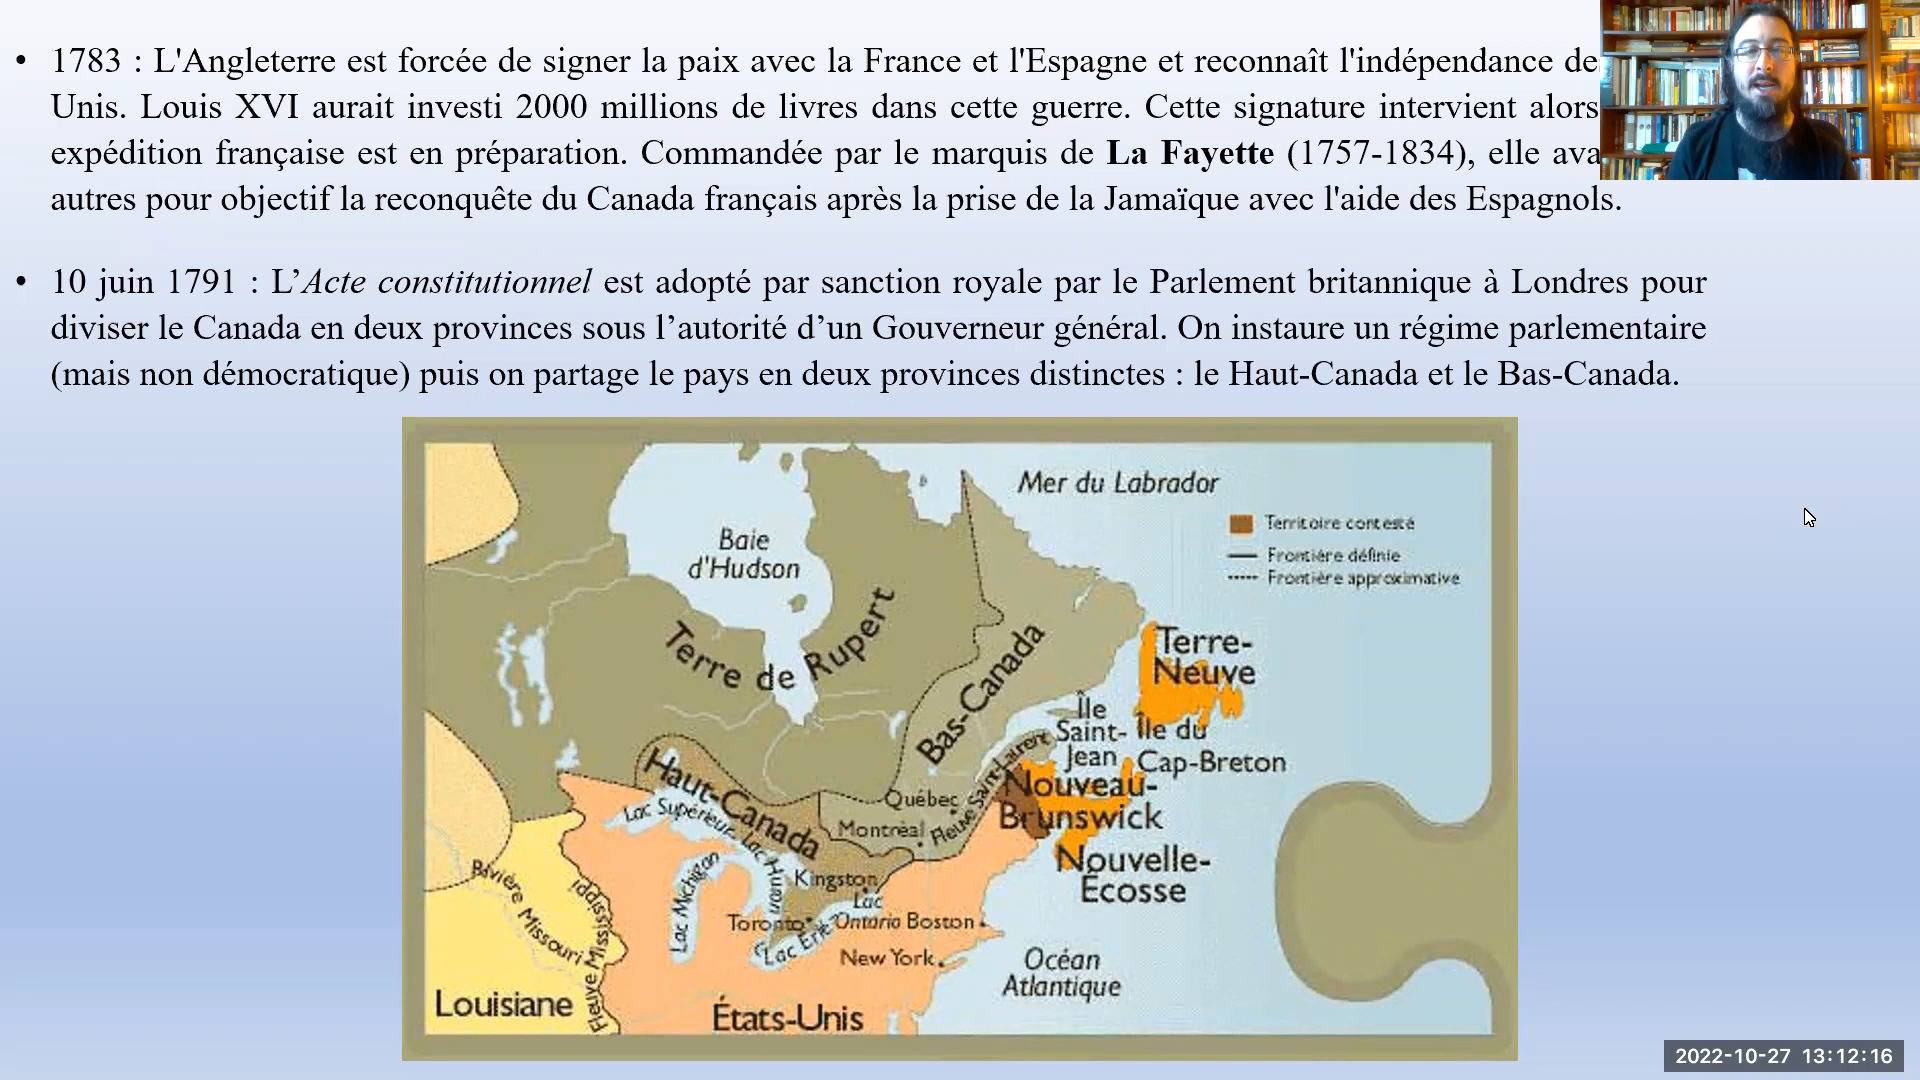 • 1783 : L'Angleterre est forcée de signer la paix avec la France et l'Espagne et reconnaît l'indépendance de
Unis. Louis XVI aurait investi 2000 millions de livres dans cette guerre. Cette signature intervient alors
expédition française est en préparation. Commandée par le marquis de La Fayette (1757-1834), elle ava
autres pour objectif la reconquête du Canada français après la prise de la Jamaïque avec l'aide des Espagnols.
• 10 juin 1791 : L’Acte constitutionnel est adopté par sanction royale par le Parlement britannique à Londres pour
diviser le Canada en deux provinces sous l’autorité d’un Gouverneur général. On instaure un régime parlementaire
(mais non démocratique) puis on partage le pays en deux provinces distinctes : le Haut-Canada et le Bas-Canada.
Mer du Labrador
Territoire contesté
Frontière définie
Frontière approximative
Baie
d'Hudson
Terre de Rupert
Bas-Canada
Terre-
Neuve
Île
Saint-
Jean
Île du
Cap-Breton
Haut-Canada
Québec
Fleuve Saint-Laurent
Nouveau-
Brunswick
Lac Supérieur
Montréal
Lac Huron
Nouvelle-
Écosse
Lac Michigan
Kingston
Lac
Ontario
Toronto
Lac Érié
Boston
New York
Rivière Missouri
Fleuve Mississippi
Océan
Atlantique
Louisiane
États-Unis
2022-10-27 13:12:16